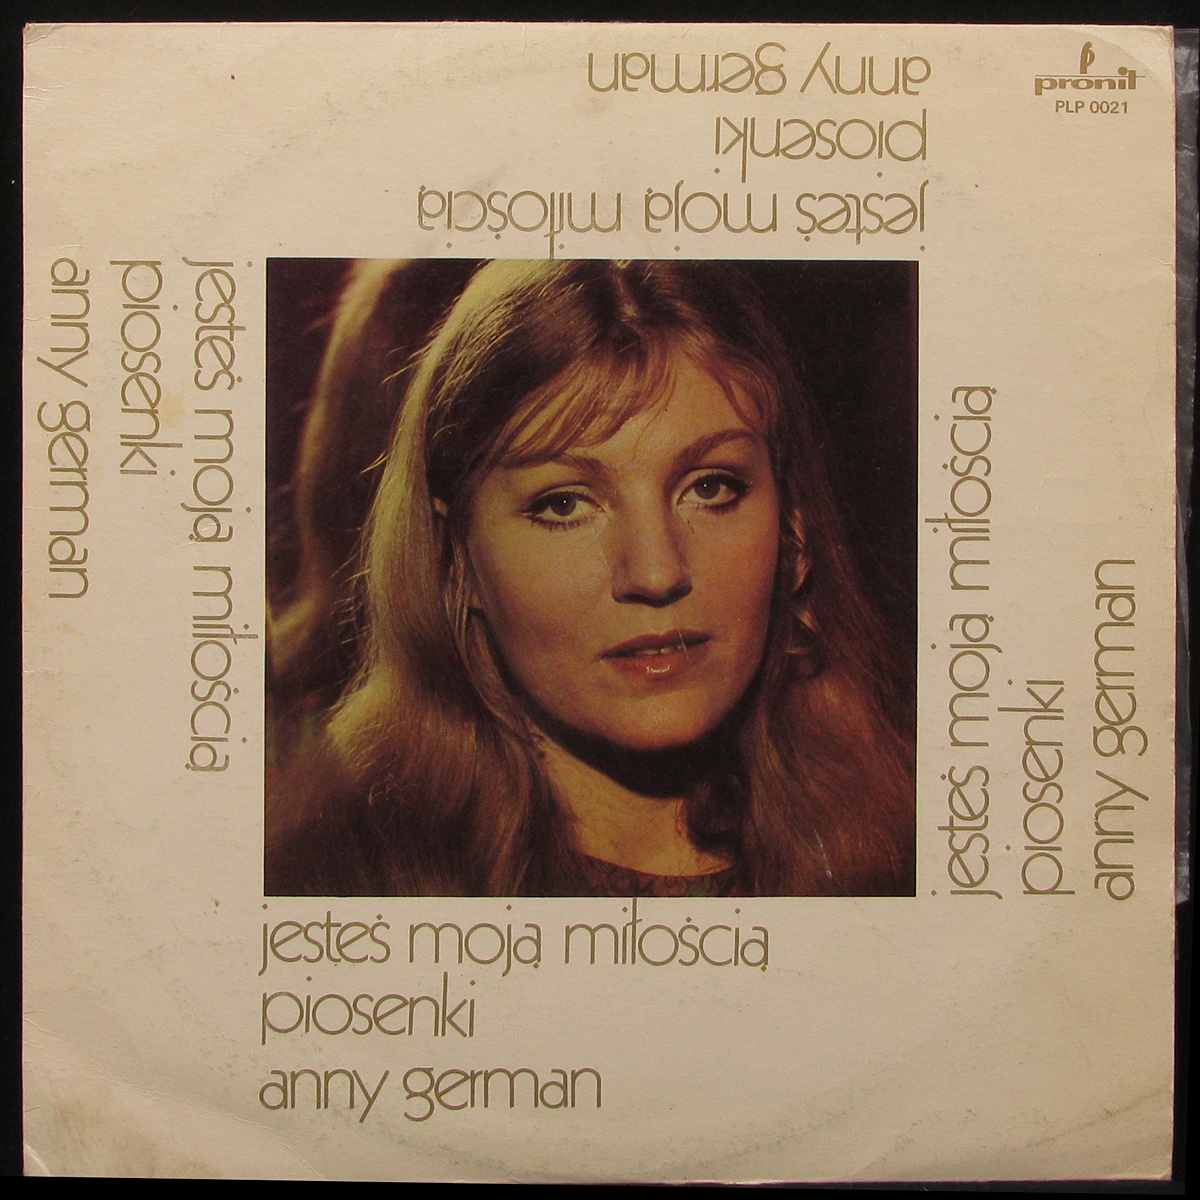 pronit
PLP 0021
jesteś moją miłością
piosenki
anny german
jesteś moją miłością
piosenki
anny german
jesteś moją miłością
piosenki
anny german
jesteś moją miłością
piosenki
anny german